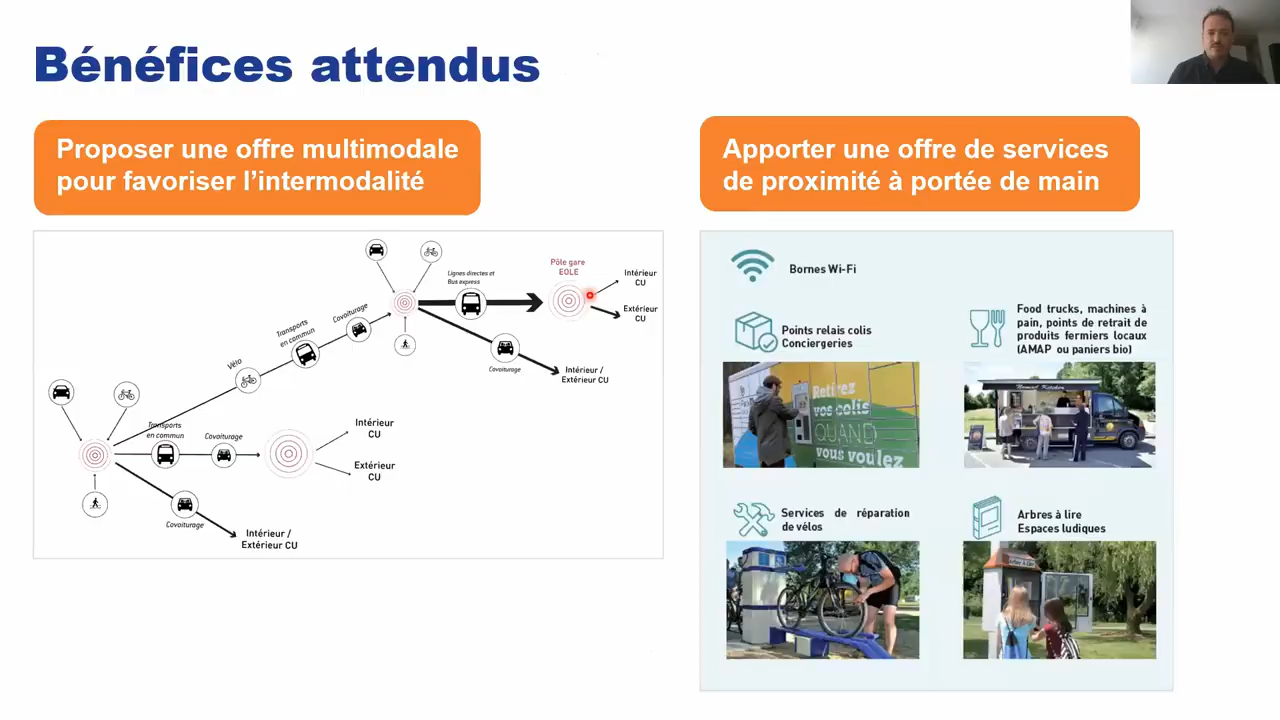 Bénéfices attendus
Proposer une offre multimodale
pour favoriser l'intermodalité
Lignes directes et
Bus express
Pôle gare
EOLE
Intérieur
CU
Extérieur
CU
Covoiturage
Transports
en commun
Vélo
Covoiturage
Intérieur /
Extérieur CU
Transports
en commun
Covoiturage
Intérieur
CU
Extérieur
CU
Covoiturage
Intérieur /
Extérieur CU
Apporter une offre de services
de proximité à portée de main
Bornes Wi-Fi
Points relais colis
Conciergeries
Food trucks, machines à
pain, points de retrait de
produits fermiers locaux
(AMAP ou paniers bio)
Retirez
vos colis
QUAND
vous voulez
Services de réparation
de vélos
Arbres à lire
Espaces ludiques